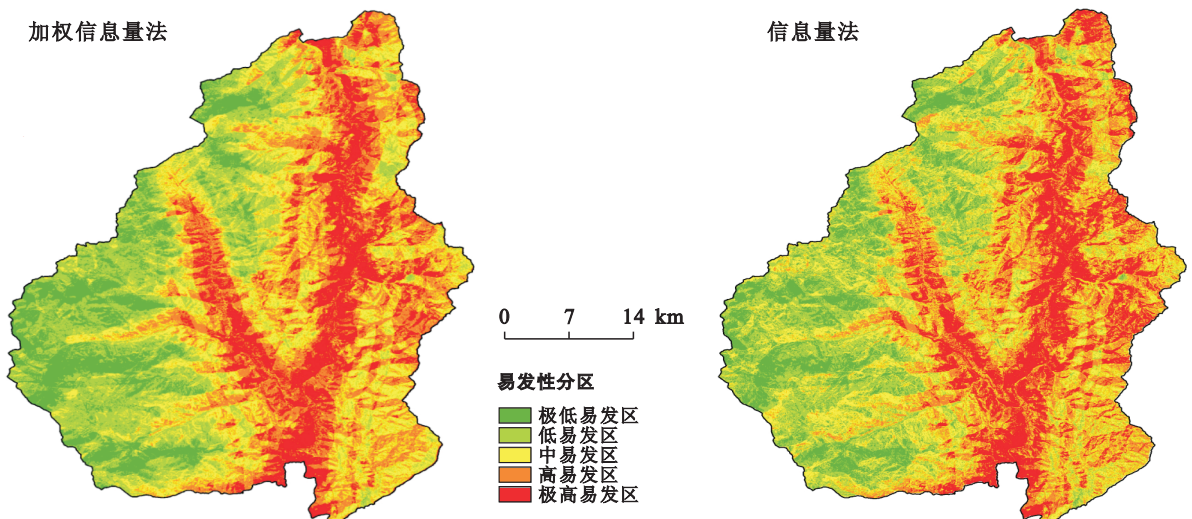 加权信息量法
信息量法
0 7 14 km
易发性分区
极低易发区
低易发区
中易发区
高易发区
极高易发区